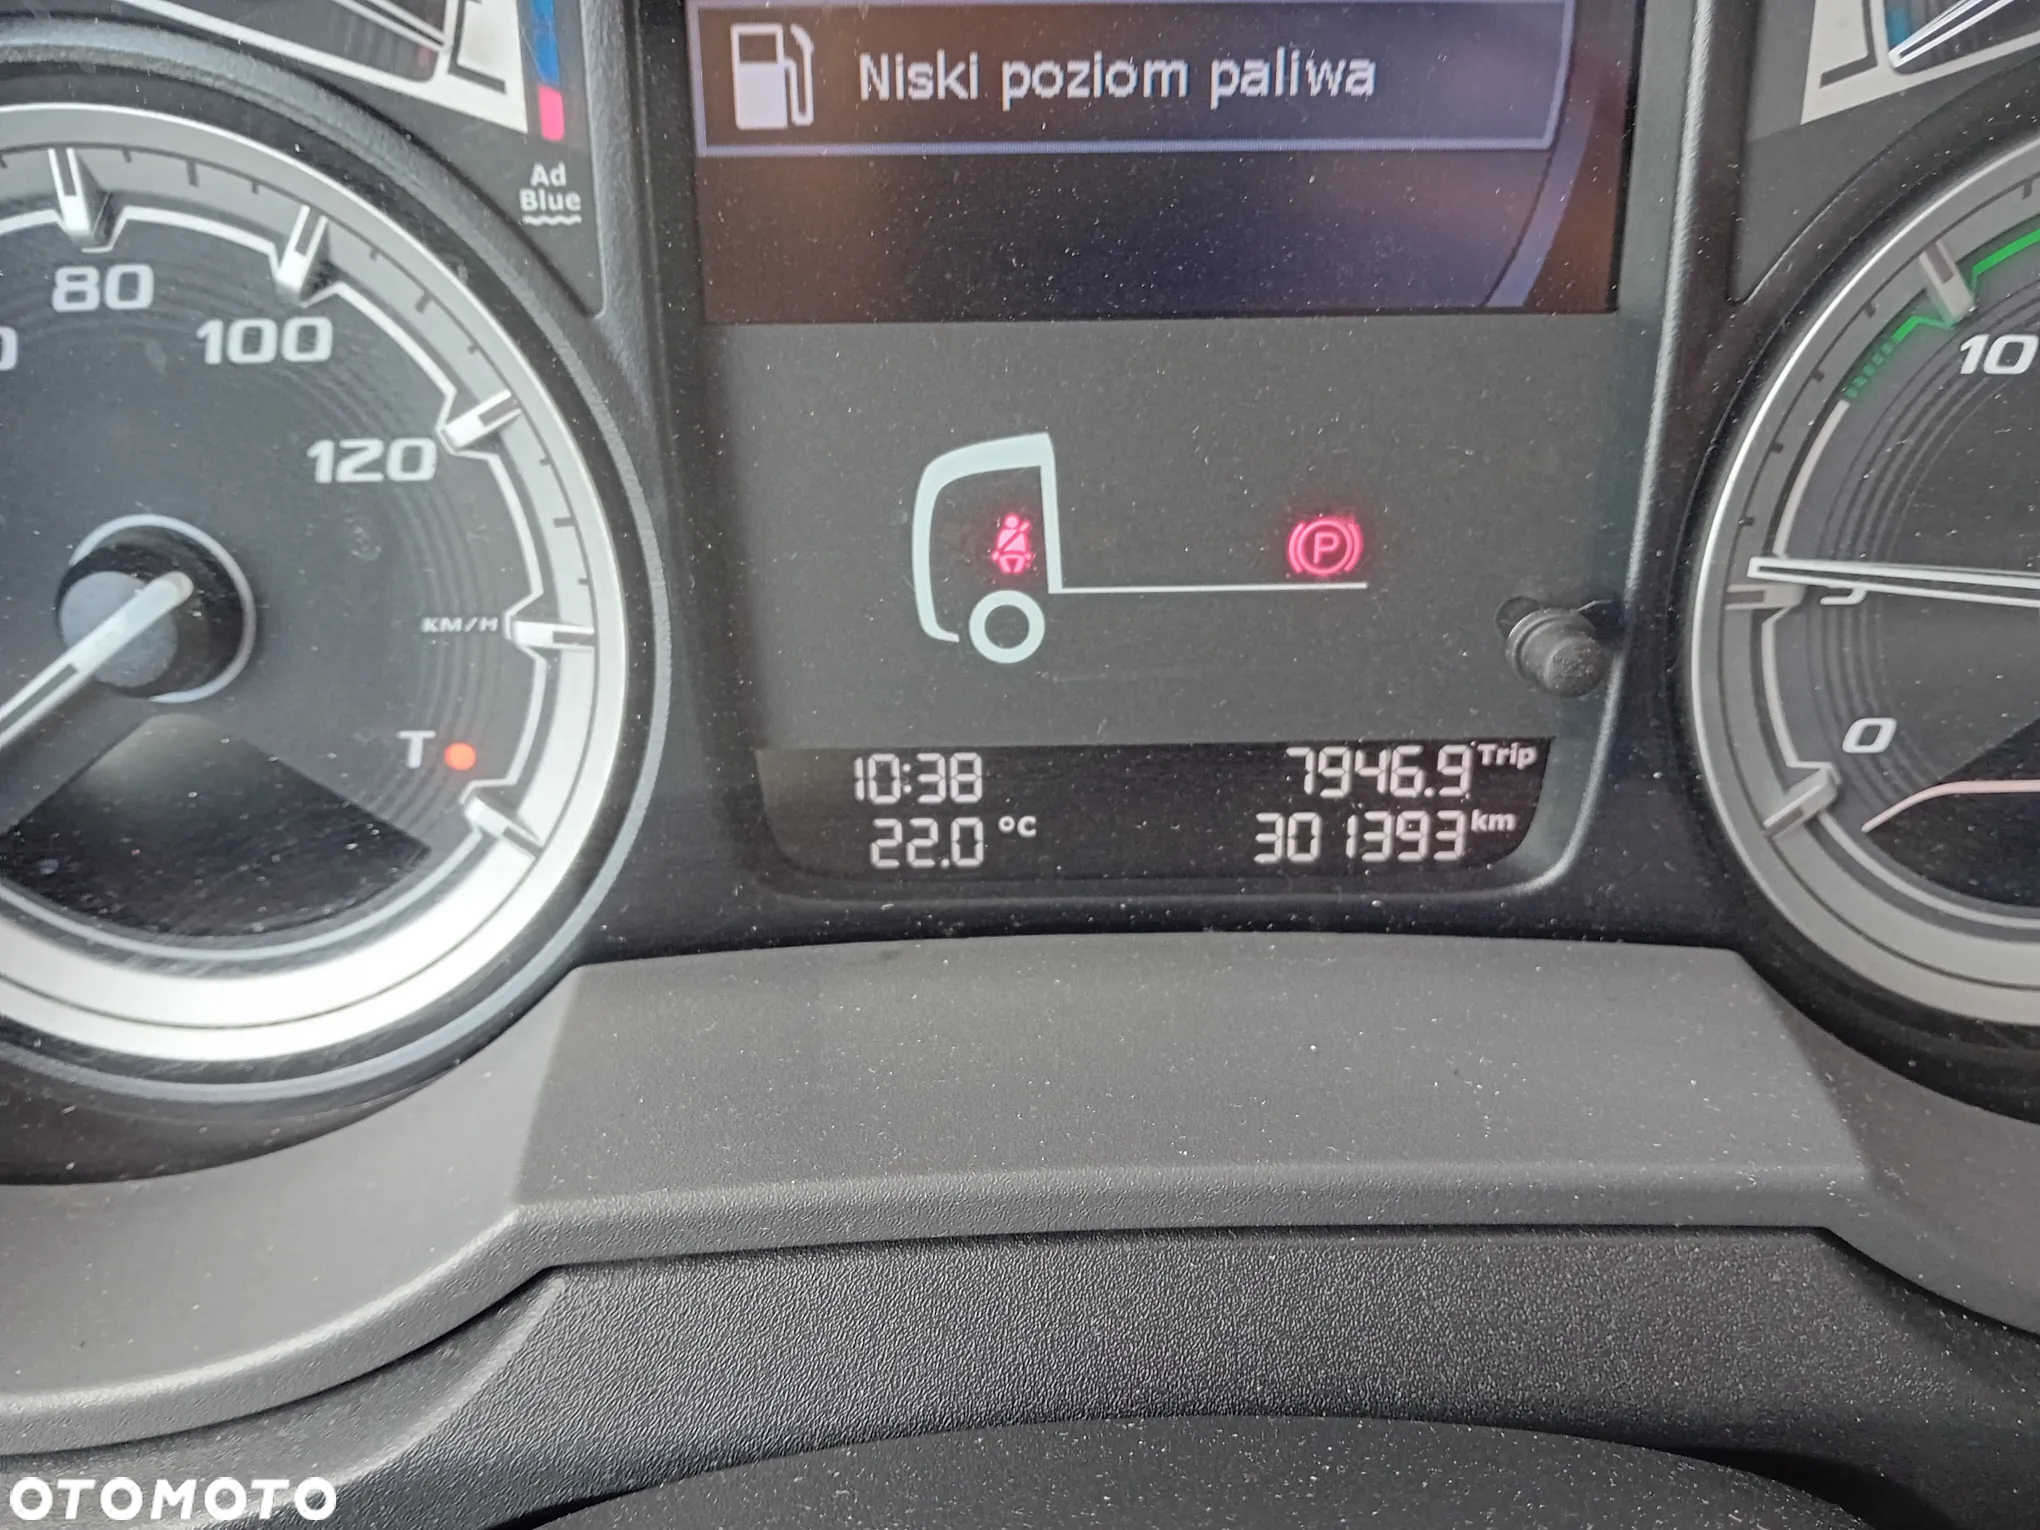 Niski poziom paliwa
Ad
Blue
80
100
120
KM/H
T
P
10:38
7946.9 Trip
22.0 °C
301393 km
10
5
0
OTOMOTO